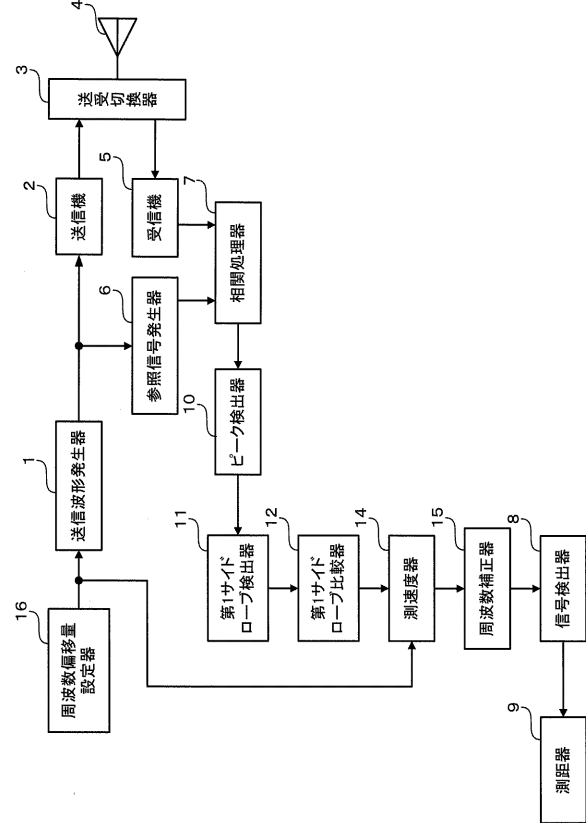 16
周波数偏移量
設定器
1
送信波形発生器
2
送信機
3
送受切換器
4
5
受信機
6
参照信号発生器
7
相関処理器
10
ピーク検出器
11
第1サイド
ローブ検出器
12
第1サイド
ローブ比較器
14
測速度器
15
周波数補正器
8
信号検出器
9
測距器